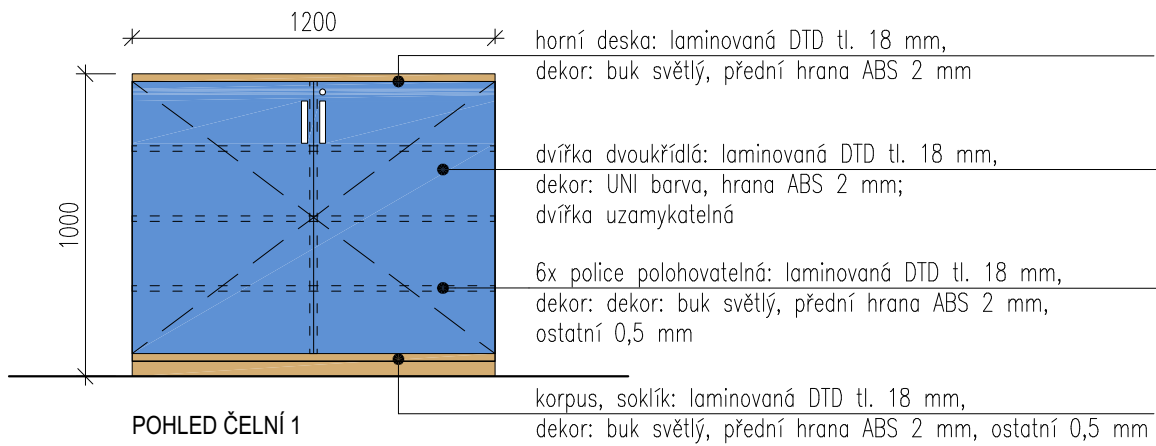 1200
1000
horní deska: laminovaná DTD tl. 18 mm,
dekor: buk světlý, přední hrana ABS 2 mm
dvířka dvoukřídlá: laminovaná DTD tl. 18 mm,
dekor: UNI barva, hrana ABS 2 mm;
dvířka uzamykatelná
6x police polohovatelná: laminovaná DTD tl. 18 mm,
dekor: dekor: buk světlý, přední hrana ABS 2 mm,
ostatní 0,5 mm
korpus, soklík: laminovaná DTD tl. 18 mm,
dekor: buk světlý, přední hrana ABS 2 mm, ostatní 0,5 mm
POHLED ČELNÍ 1